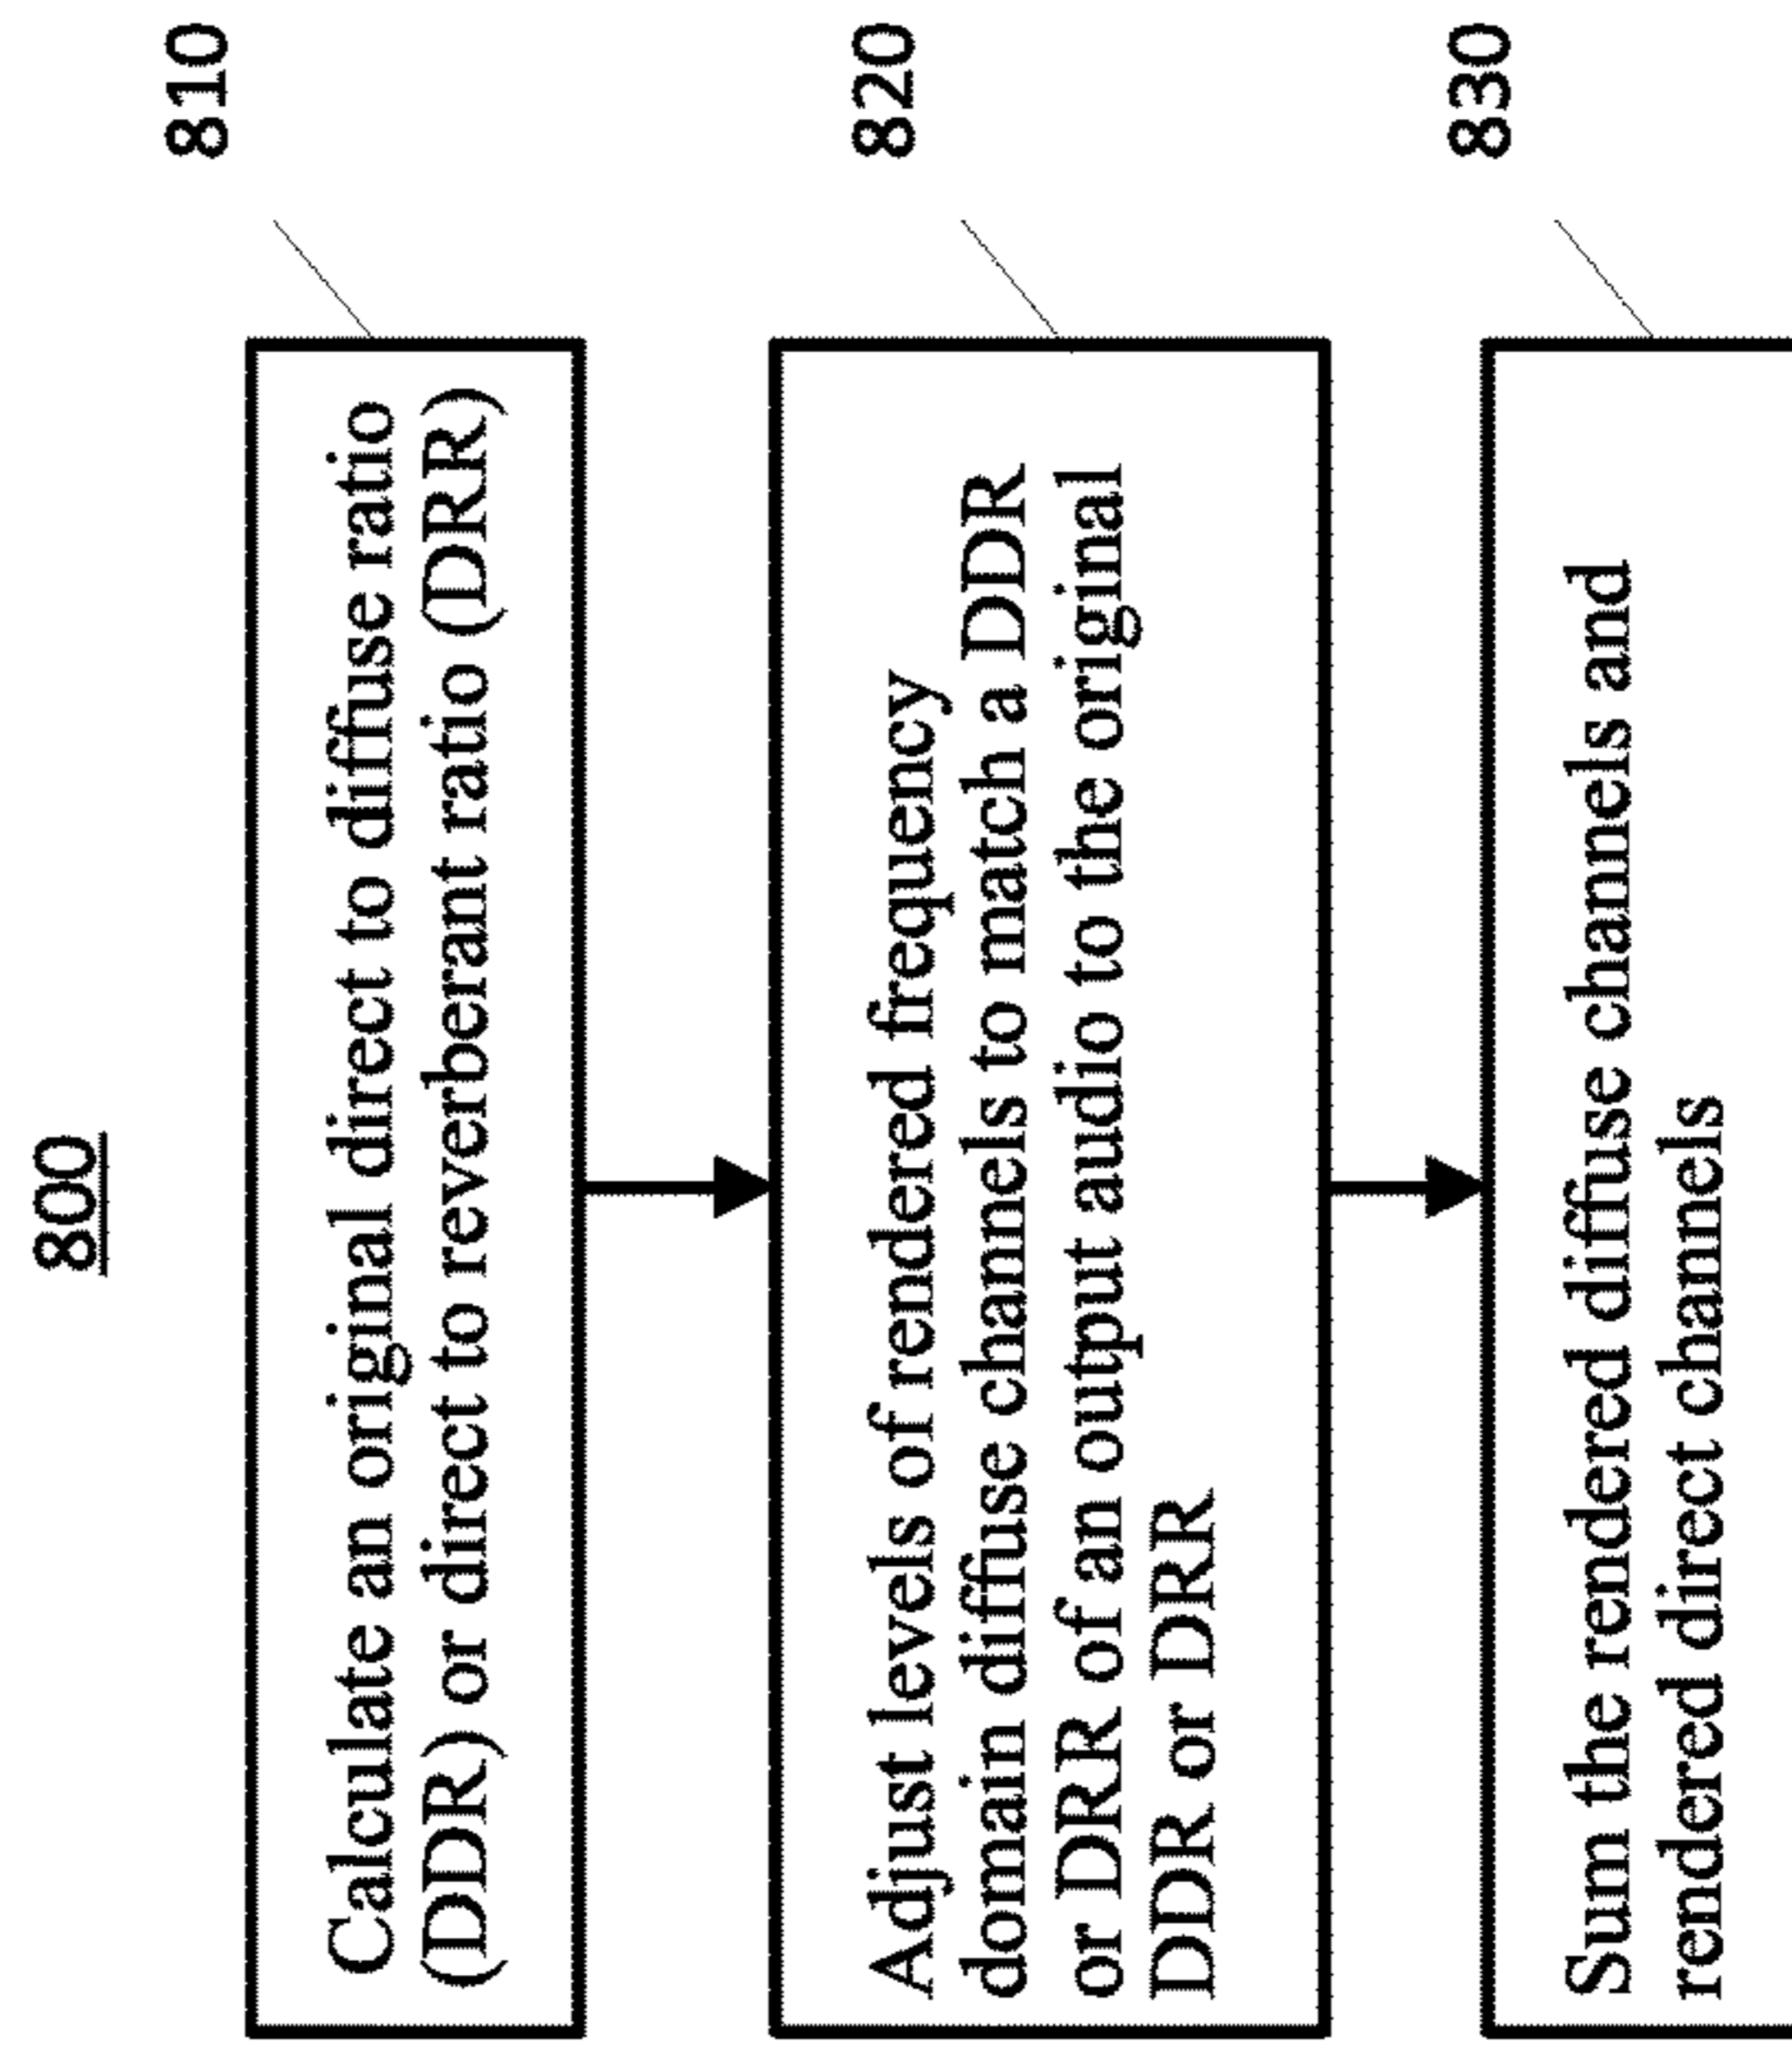 800
810
Calculate an original direct to diffuse ratio
(DDR) or direct to reverberant ratio (DRR)
820
Adjust levels of rendered frequency
domain diffuse channels to match a DDR
or DRR of an output audio to the original
DDR or DRR
830
Sum the rendered diffuse channels and
rendered direct channels